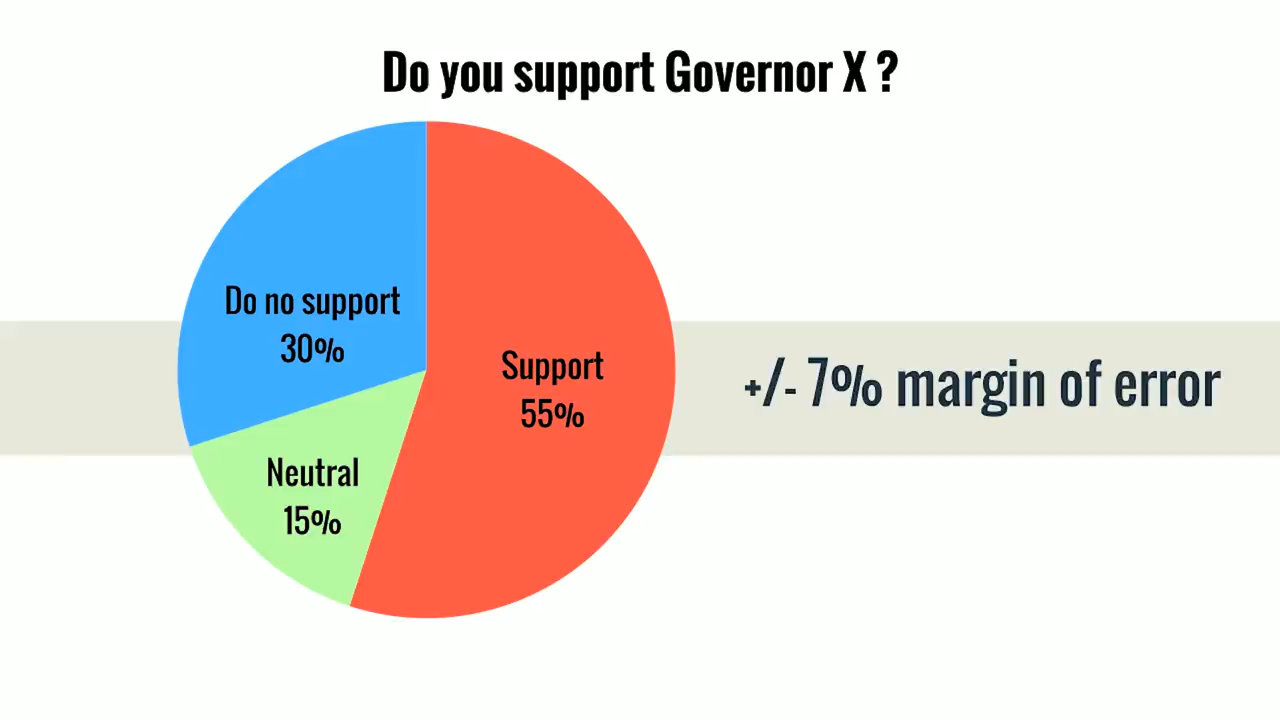 Do you support Governor X ?
Do no support
30%
Support
55%
+/- 7% margin of error
Neutral
15%